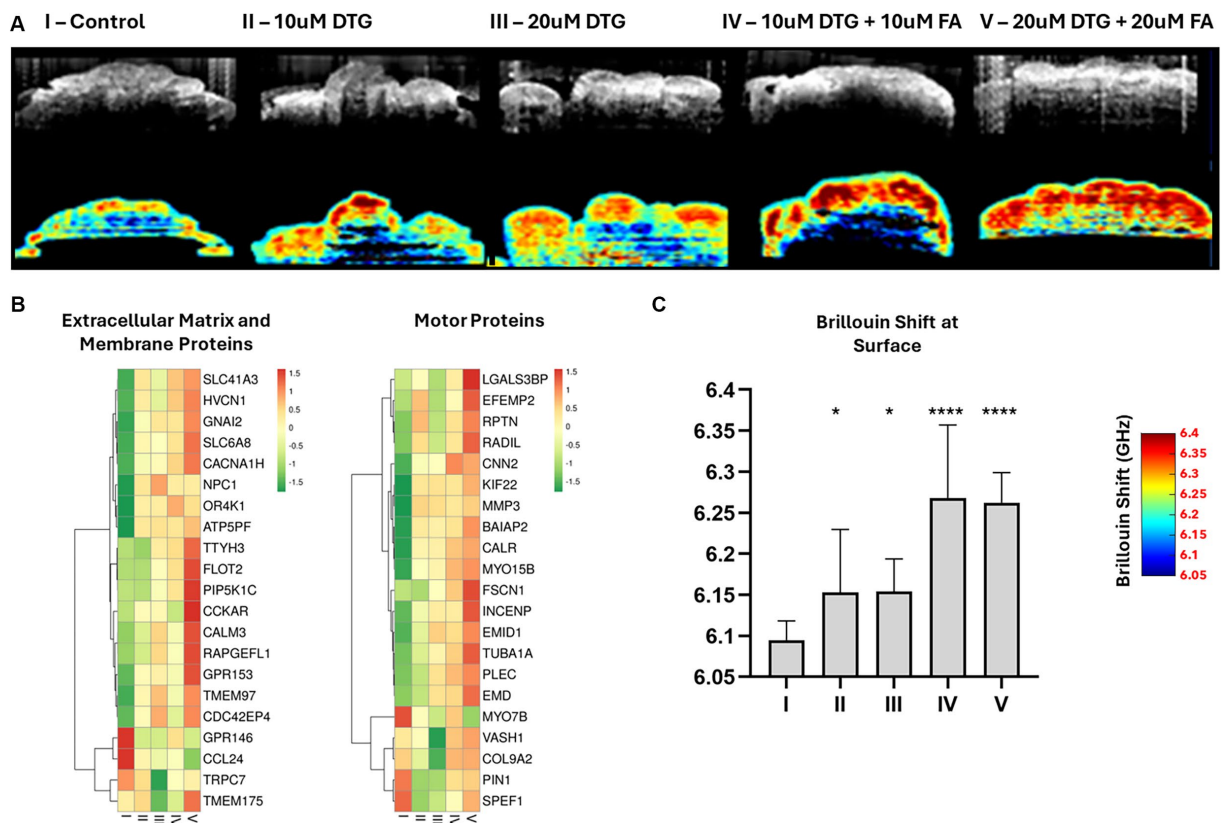 A
I – Control
II – 10uM DTG
III – 20uM DTG
IV – 10uM DTG + 10uM FA
V – 20uM DTG + 20uM FA
B
Extracellular Matrix and
Membrane Proteins
1.5
1
0.5
0
-0.5
-1
-1.5
SLC41A3
HVCN1
GNAI2
SLC6A8
CACNA1H
NPC1
OR4K1
ATP5PF
TTYH3
FLOT2
PIP5K1C
CCKAR
CALM3
RAPGEFL1
GPR153
TMEM97
CDC42EP4
GPR146
CCL24
TRPC7
TMEM175
I II III IV V
Motor Proteins
1.5
1
0.5
0
-0.5
-1
-1.5
LGALS3BP
EFEMP2
RPTN
RADIL
CNN2
KIF22
MMP3
BAIAP2
CALR
MYO15B
FSCN1
INCENP
EMID1
TUBA1A
PLEC
EMD
MYO7B
VASH1
COL9A2
PIN1
SPEF1
I II III IV V
C
Brillouin Shift at
Surface
6.4
6.35
6.3
6.25
6.2
6.15
6.1
6.05
* * **** ****
I II III IV V
Brillouin Shift (GHz)
6.4
6.35
6.3
6.25
6.2
6.15
6.1
6.05